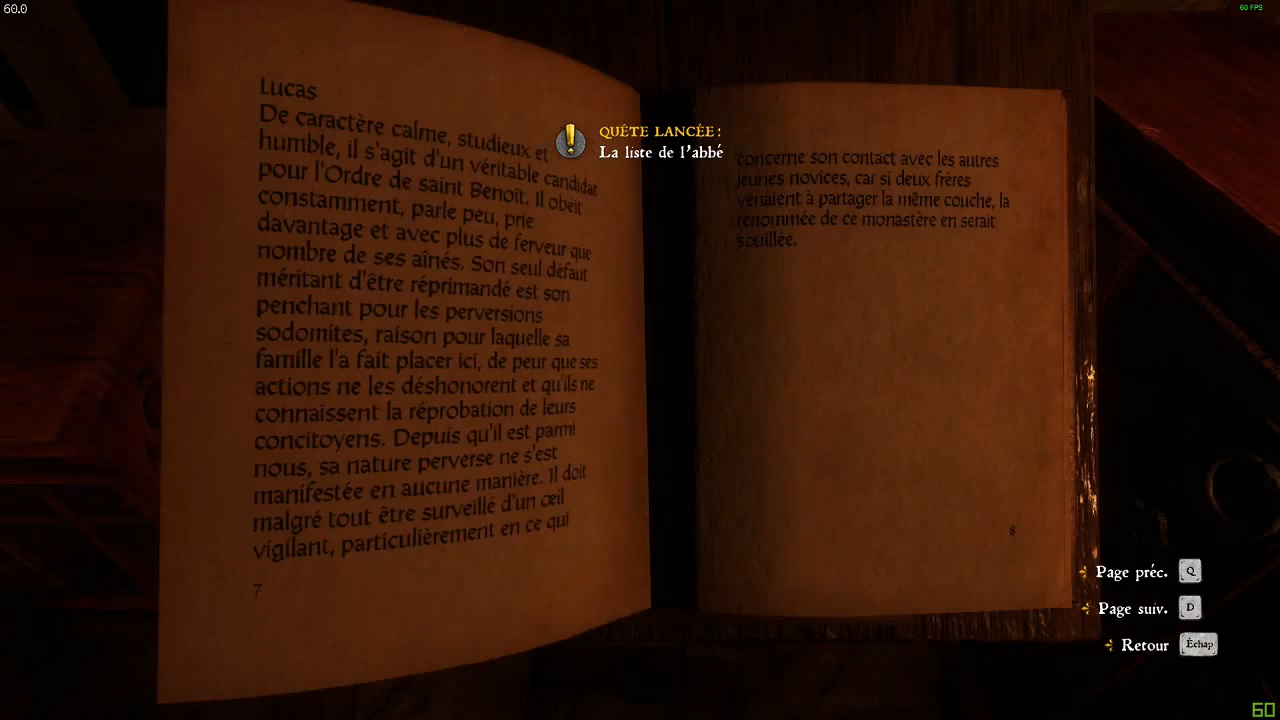 60.0
60 FPS
Lucas
De caractère calme, studieux et
humble, il s'agit d'un véritable candidat
pour l'Ordre de saint Benoît. Il obéit
constamment, parle peu, prie
davantage et avec plus de ferveur que
nombre de ses aînés. Son seul défaut
méritant d'être réprimandé est son
penchant pour les perversions
sodomites, raison pour laquelle sa
famille l'a fait placer ici, de peur que ses
actions ne les déshonorent et qu'ils ne
connaissent la réprobation de leurs
concitoyens. Depuis qu'il est parmi
nous, sa nature perverse ne s'est
manifestée en aucune manière. Il doit
malgré tout être surveillé d'un œil
vigilant, particulièrement en ce qui
7
QUÊTE LANCÉE :
La liste de l'abbé
concerne son contact avec les autres
jeunes novices, car si deux frères
venaient à partager la même couche, la
renommée de ce monastère en serait
souillée.
8
Page préc. Q
Page suiv. D
Retour Échap
60